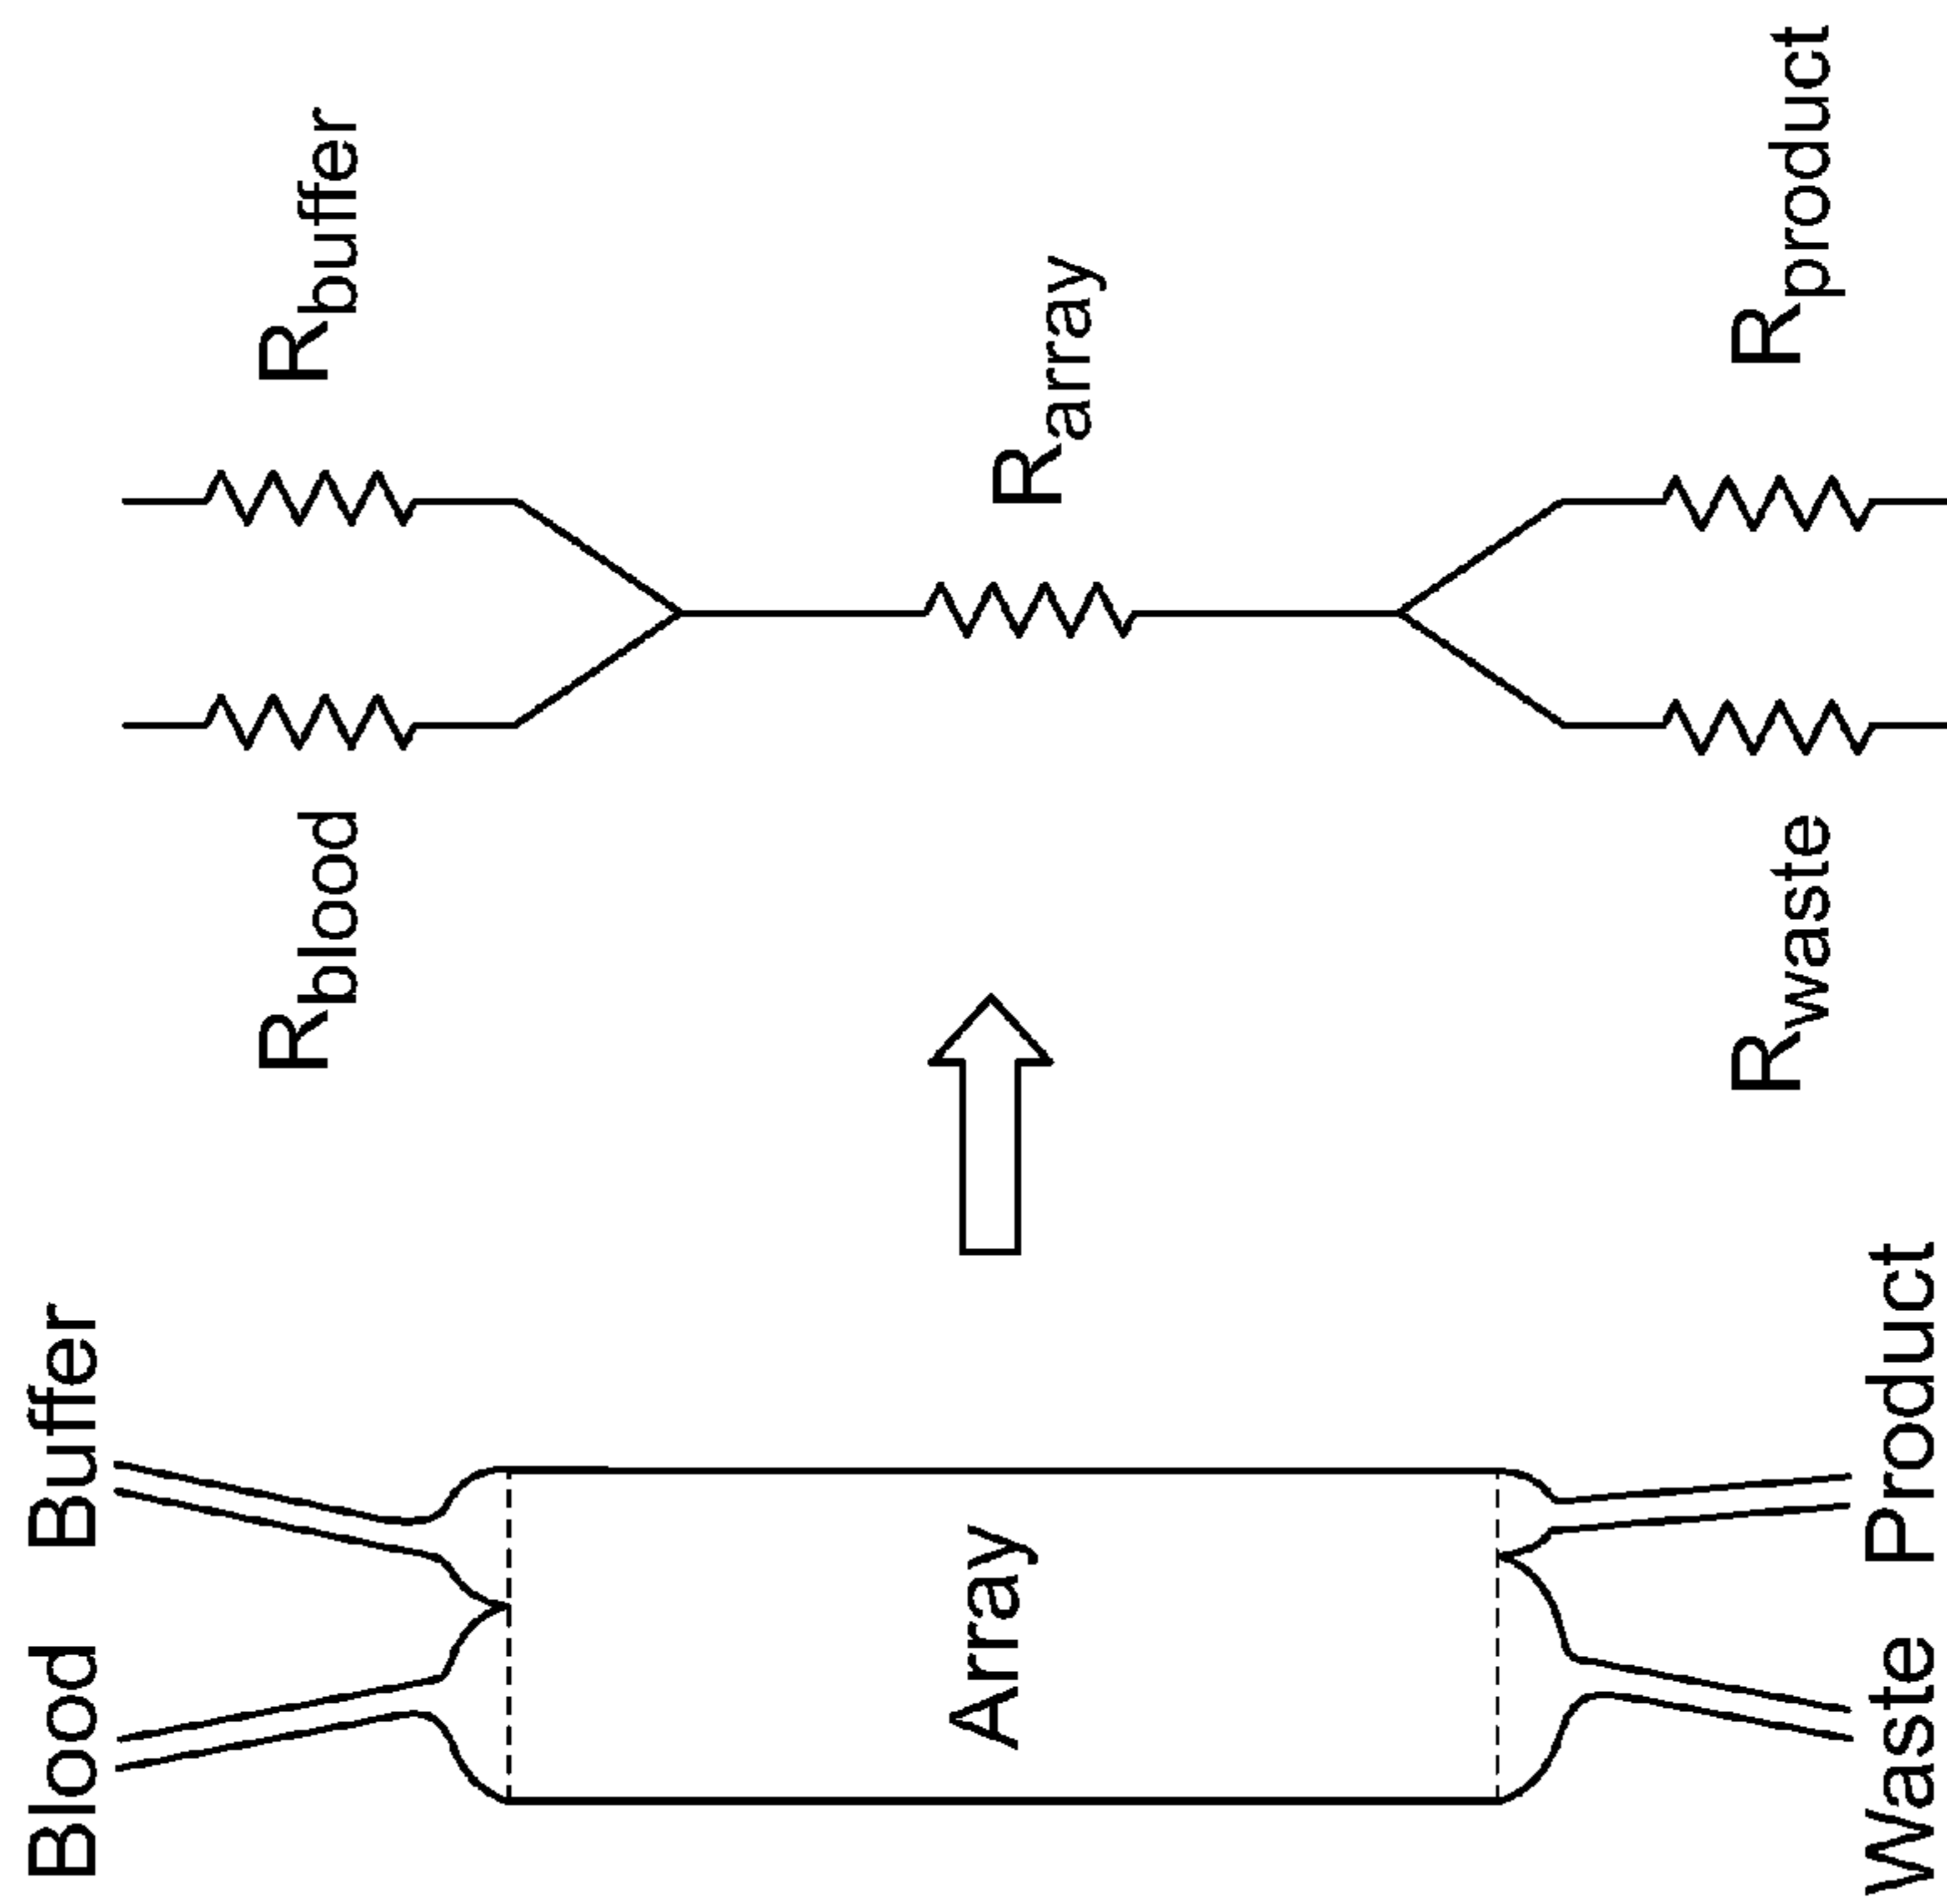 Blood Buffer
Array
Waste Product
Rblood Rbuffer
Rarray
Rwaste Rproduct